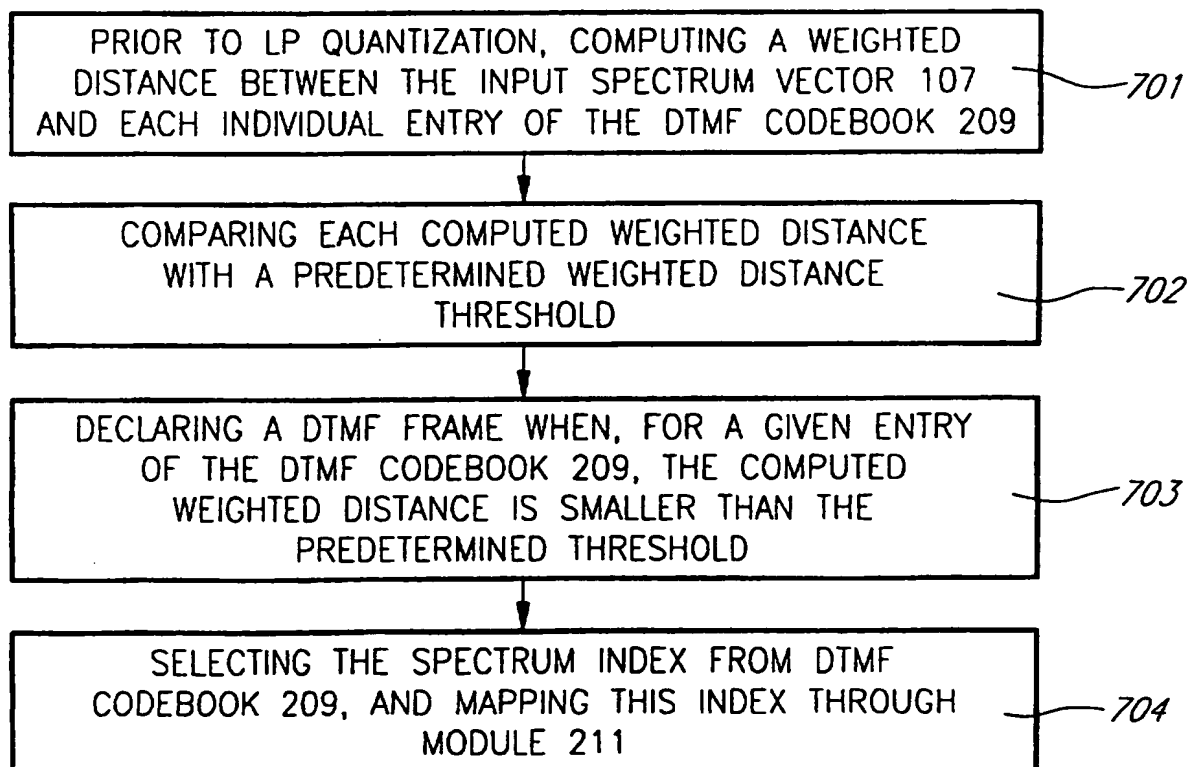 PRIOR TO LP QUANTIZATION, COMPUTING A WEIGHTED
DISTANCE BETWEEN THE INPUT SPECTRUM VECTOR 107
AND EACH INDIVIDUAL ENTRY OF THE DTMF CODEBOOK 209
701
COMPARING EACH COMPUTED WEIGHTED DISTANCE
WITH A PREDETERMINED WEIGHTED DISTANCE
THRESHOLD
702
DECLARING A DTMF FRAME WHEN, FOR A GIVEN ENTRY
OF THE DTMF CODEBOOK 209, THE COMPUTED
WEIGHTED DISTANCE IS SMALLER THAN THE
PREDETERMINED THRESHOLD
703
SELECTING THE SPECTRUM INDEX FROM DTMF
CODEBOOK 209, AND MAPPING THIS INDEX THROUGH
MODULE 211
704